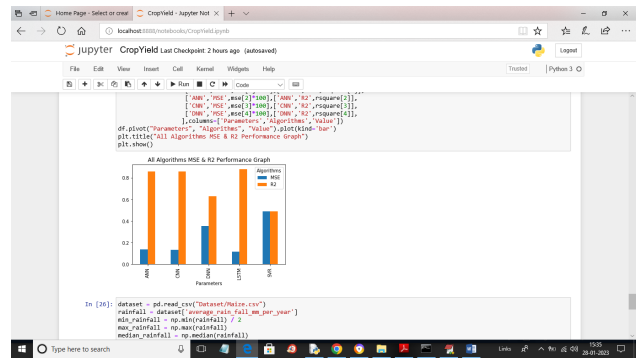 Home Page - Select or creat
CropYield - Jupyter Not
localhost:8888/notebooks/CropYield.ipynb
jupyter CropYield Last Checkpoint: 2 hours ago (autosaved)
Logout
File Edit View Insert Cell Kernel Widgets Help
Trusted Python 3
Run Code
['ANN','MSE',mse[2]*100],['ANN','R2',rsquare[2]],
['CNN','MSE',mse[3]*100],['CNN','R2',rsquare[3]],
['DNN','MSE',mse[4]*100],['DNN','R2',rsquare[4]],
],columns=['Parameters','Algorithms','Value'])
df.pivot("Parameters", "Algorithms", "Value").plot(kind='bar')
plt.title("All Algorithms MSE & R2 Performance Graph")
plt.show()
All Algorithms MSE & R2 Performance Graph
Algorithms
MSE
R2
0.8
0.6
0.4
0.2
0.0
ANN CNN DNN LSTM SVR
Parameters
In [26]: dataset = pd.read_csv("Dataset/Maize.csv")
rainfall = dataset['average_rain_fall_mm_per_year']
min_rainfall = np.min(rainfall) / 2
max_rainfall = np.max(rainfall)
median_rainfall = np.median(rainfall)
Type here to search
Links
15:35
28-01-2023